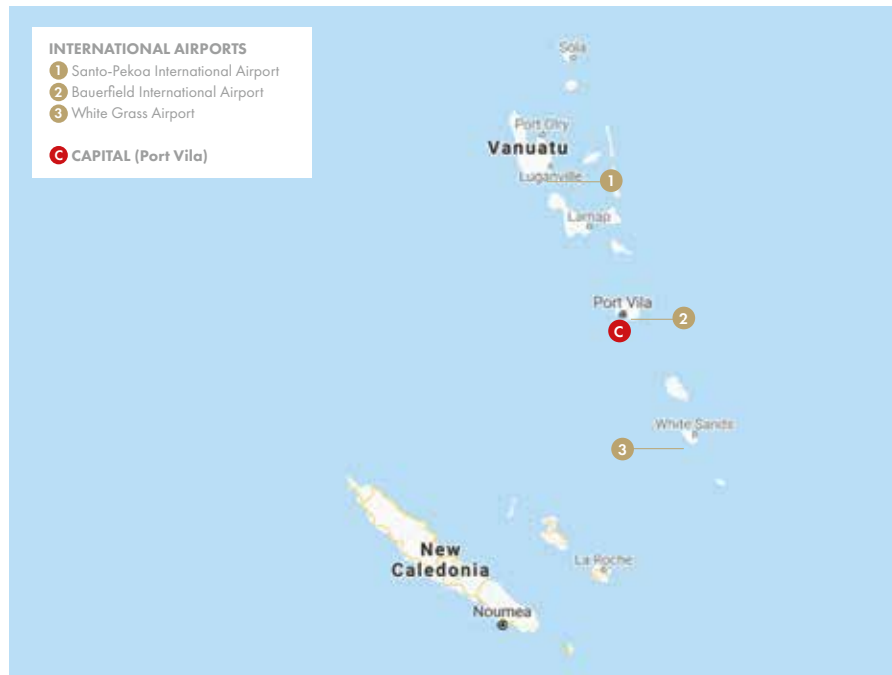 INTERNATIONAL AIRPORTS
1 Santo-Pekoa International Airport
2 Bauerfield International Airport
3 White Grass Airport
C CAPITAL (Port Vila)
Sola
Port Olry
Vanuatu
Luganville
1
Lamap
Port Vila
2
C
White Sands
3
New
Caledonia
La Roche
Noumea